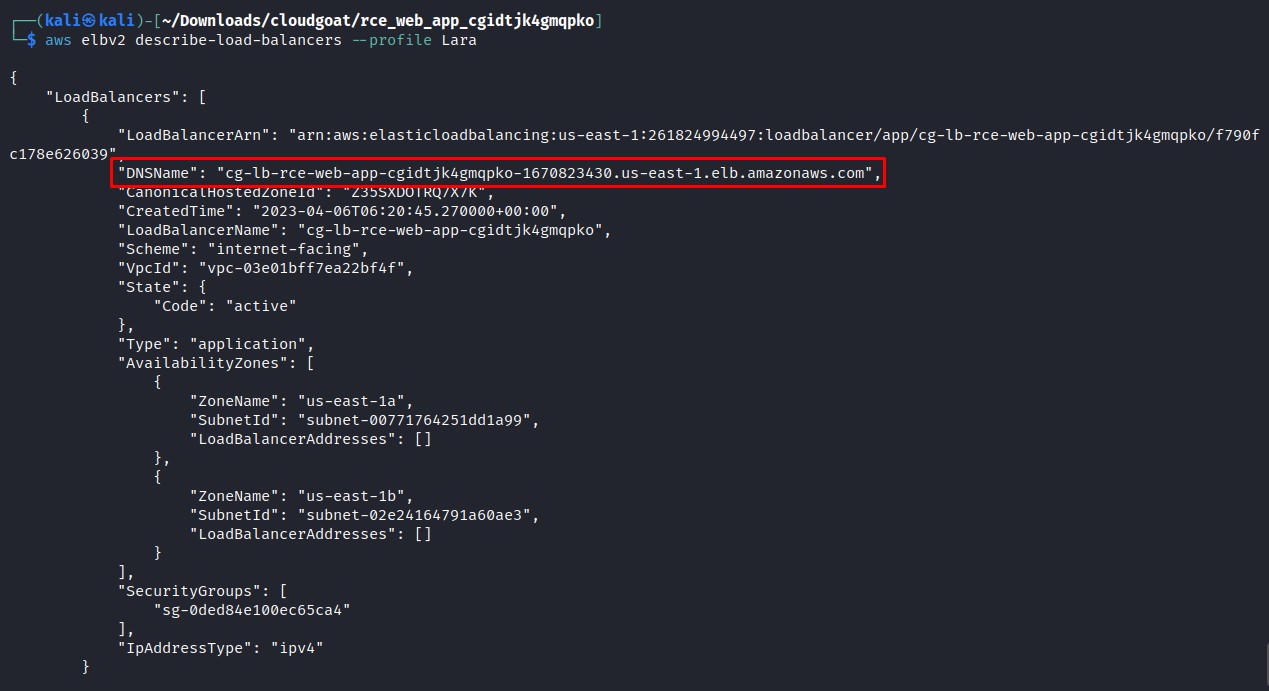 ┌──(kali㉿kali)-[~/Downloads/cloudgoat/rce_web_app_cgidtjk4gmqpko]
└─$ aws elbv2 describe-load-balancers --profile Lara
{
    "LoadBalancers": [
        {
            "LoadBalancerArn": "arn:aws:elasticloadbalancing:us-east-1:261824994497:loadbalancer/app/cg-lb-rce-web-app-cgidtjk4gmqpko/f790f
c178e626039",
            "DNSName": "cg-lb-rce-web-app-cgidtjk4gmqpko-1670823430.us-east-1.elb.amazonaws.com",
            "CanonicalHostedZoneId": "Z35SXDOTRQ7X7K",
            "CreatedTime": "2023-04-06T06:20:45.270000+00:00",
            "LoadBalancerName": "cg-lb-rce-web-app-cgidtjk4gmqpko",
            "Scheme": "internet-facing",
            "VpcId": "vpc-03e01bff7ea22bf4f",
            "State": {
                "Code": "active"
            },
            "Type": "application",
            "AvailabilityZones": [
                {
                    "ZoneName": "us-east-1a",
                    "SubnetId": "subnet-00771764251dd1a99",
                    "LoadBalancerAddresses": []
                },
                {
                    "ZoneName": "us-east-1b",
                    "SubnetId": "subnet-02e24164791a60ae3",
                    "LoadBalancerAddresses": []
                }
            ],
            "SecurityGroups": [
                "sg-0ded84e100ec65ca4"
            ],
            "IpAddressType": "ipv4"
        }